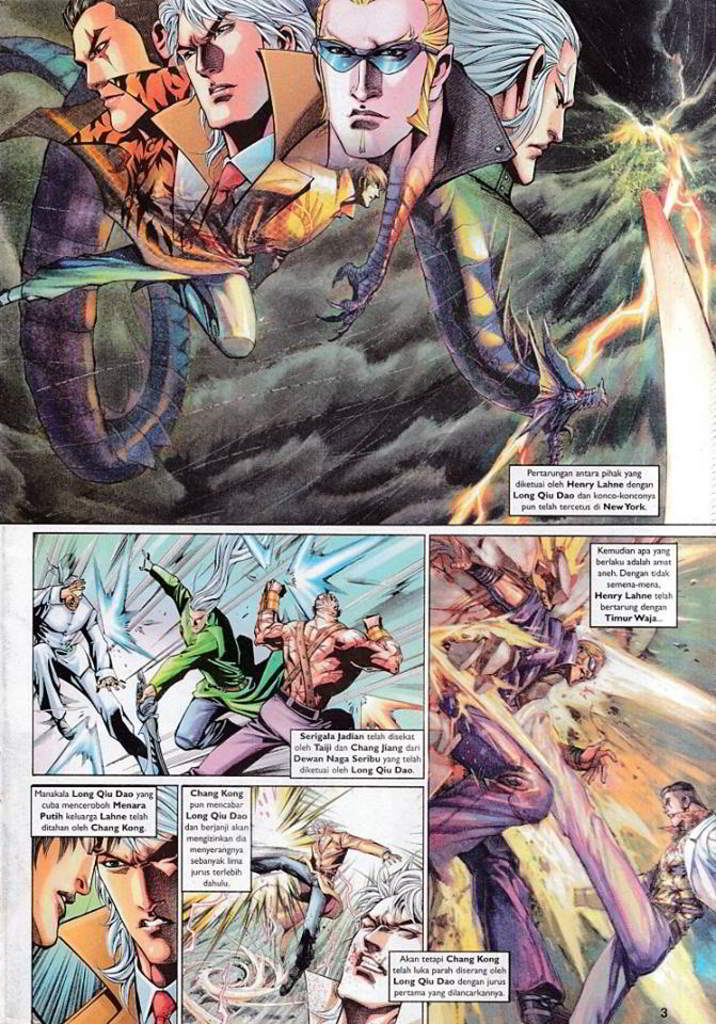 Pertarungan antara pihak yang
diketuai oleh Henry Lahne dengan
Long Qiu Dao dan konco-konconya
pun telah tercetus di New York.
Kemudian apa yang
berlaku adalah amat
aneh. Dengan tidak
semena-mena,
Henry Lahne telah
bertarung dengan
Timur Waja...
Serigala Jadian telah disekat
oleh Taiji dan Chang Jiang dari
Dewan Naga Seribu yang telah
diketuai oleh Long Qiu Dao.
Manakala Long Qiu Dao yang
cuba menceroboh Menara
Putih keluarga Lahne telah
ditahan oleh Chang Kong.
Chang Kong
pun mencabar
Long Qiu Dao
dan berjanji akan
mengizinkan dia
menyerangnya
sebanyak lima
jurus terlebih
dahulu.
Akan tetapi Chang Kong
telah luka parah diserang oleh
Long Qiu Dao dengan jurus
pertama yang dilancarkannya.
3